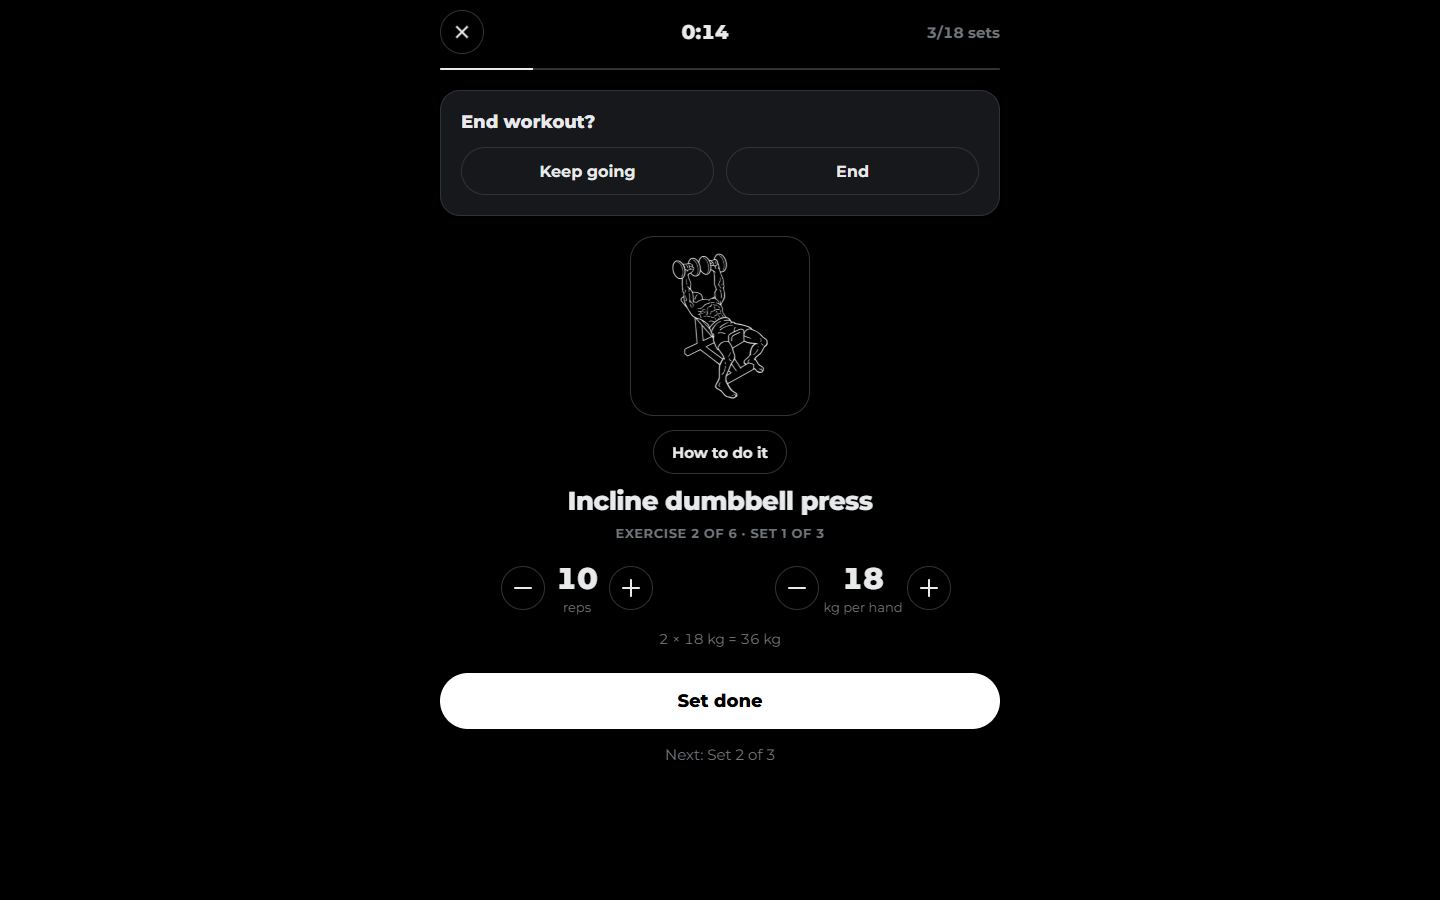 0:14
3/18 sets
End workout?
Keep going
End
How to do it
Incline dumbbell press
EXERCISE 2 OF 6 · SET 1 OF 3
10
reps
18
kg per hand
2 × 18 kg = 36 kg
Set done
Next: Set 2 of 3